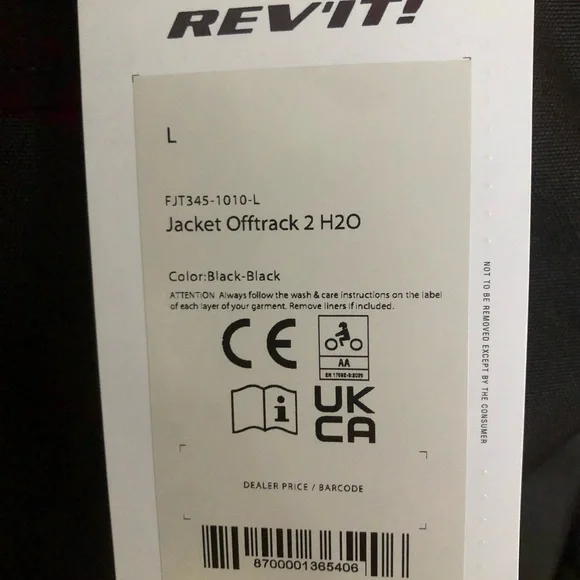 REV'IT!
L
FJT345-1010-L
Jacket Offtrack 2 H2O
Color:Black-Black
ATTENTION Always follow the wash & care instructions on the label
of each layer of your garment. Remove liners if included.
CE
AA
UK
CA
DEALER PRICE / BARCODE
8700001365406
NOT TO BE REMOVED EXCEPT BY THE CONSUMER